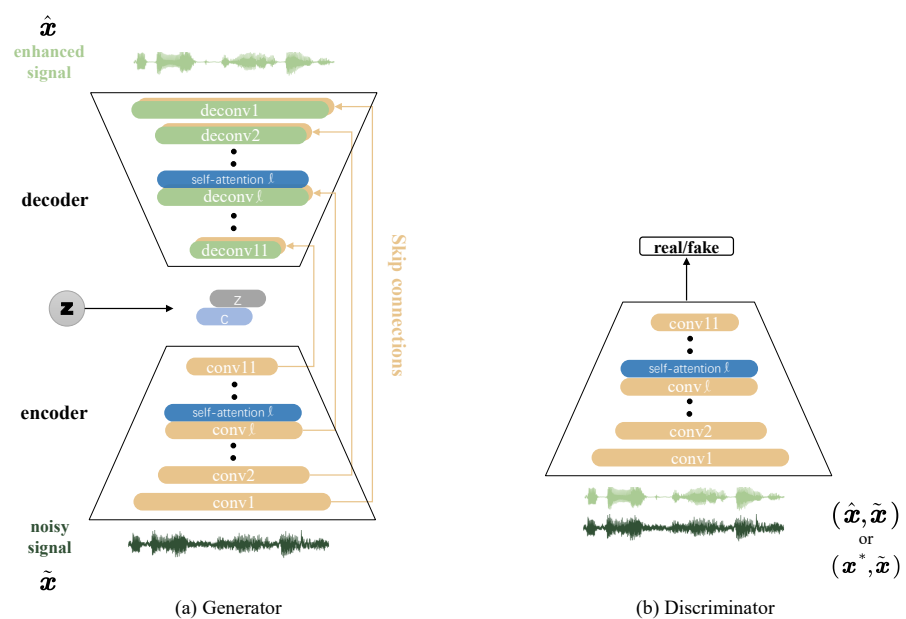 x̂
enhanced
signal
deconv1
deconv2
self-attention ℓ
deconv ℓ
deconv11
decoder
Skip connections
z
z
c
encoder
conv11
self-attention ℓ
conv ℓ
conv2
conv1
noisy
signal
x̃
(a) Generator
real/fake
conv11
self-attention ℓ
conv ℓ
conv2
conv1
(x̂, x̃)
or
(x*, x̃)
(b) Discriminator